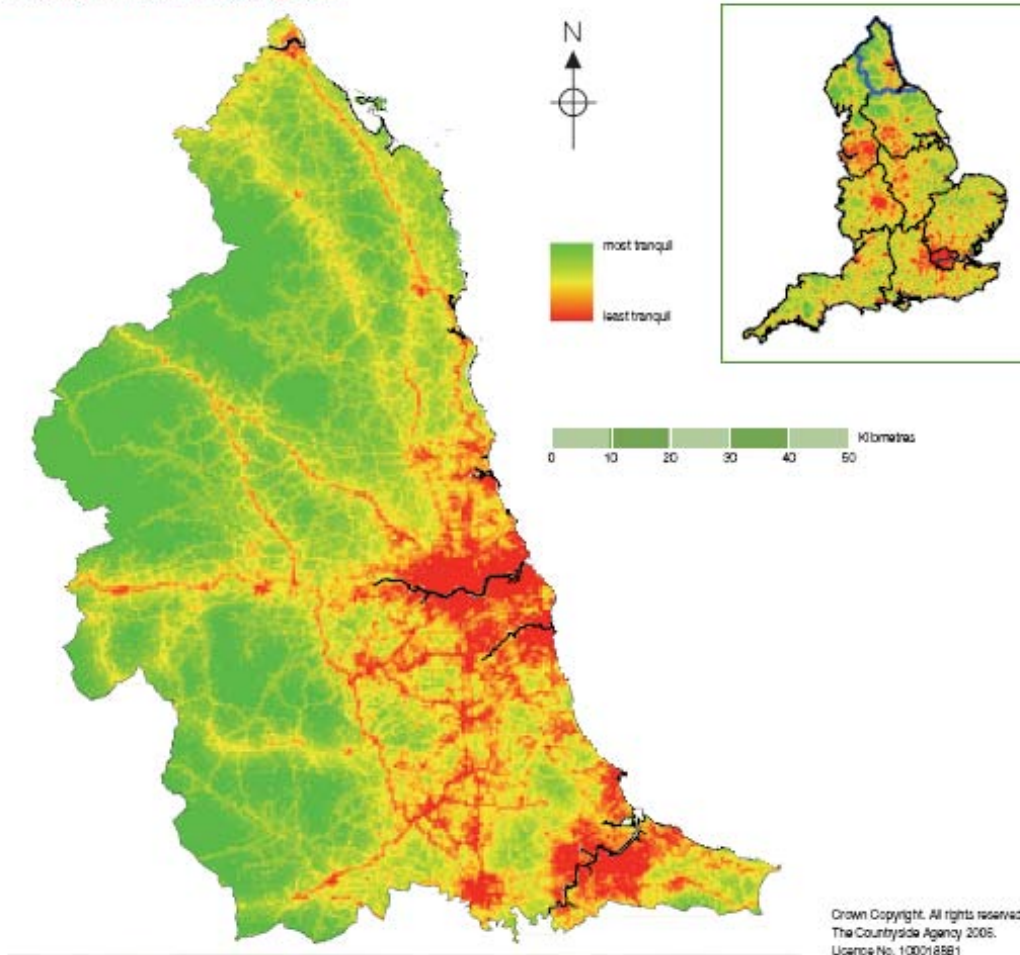 N
most tranquil
least tranquil
Kilometres
0 10 20 30 40 50
Crown Copyright. All rights reserved
The Countryside Agency 2006.
Licence No. 100018881